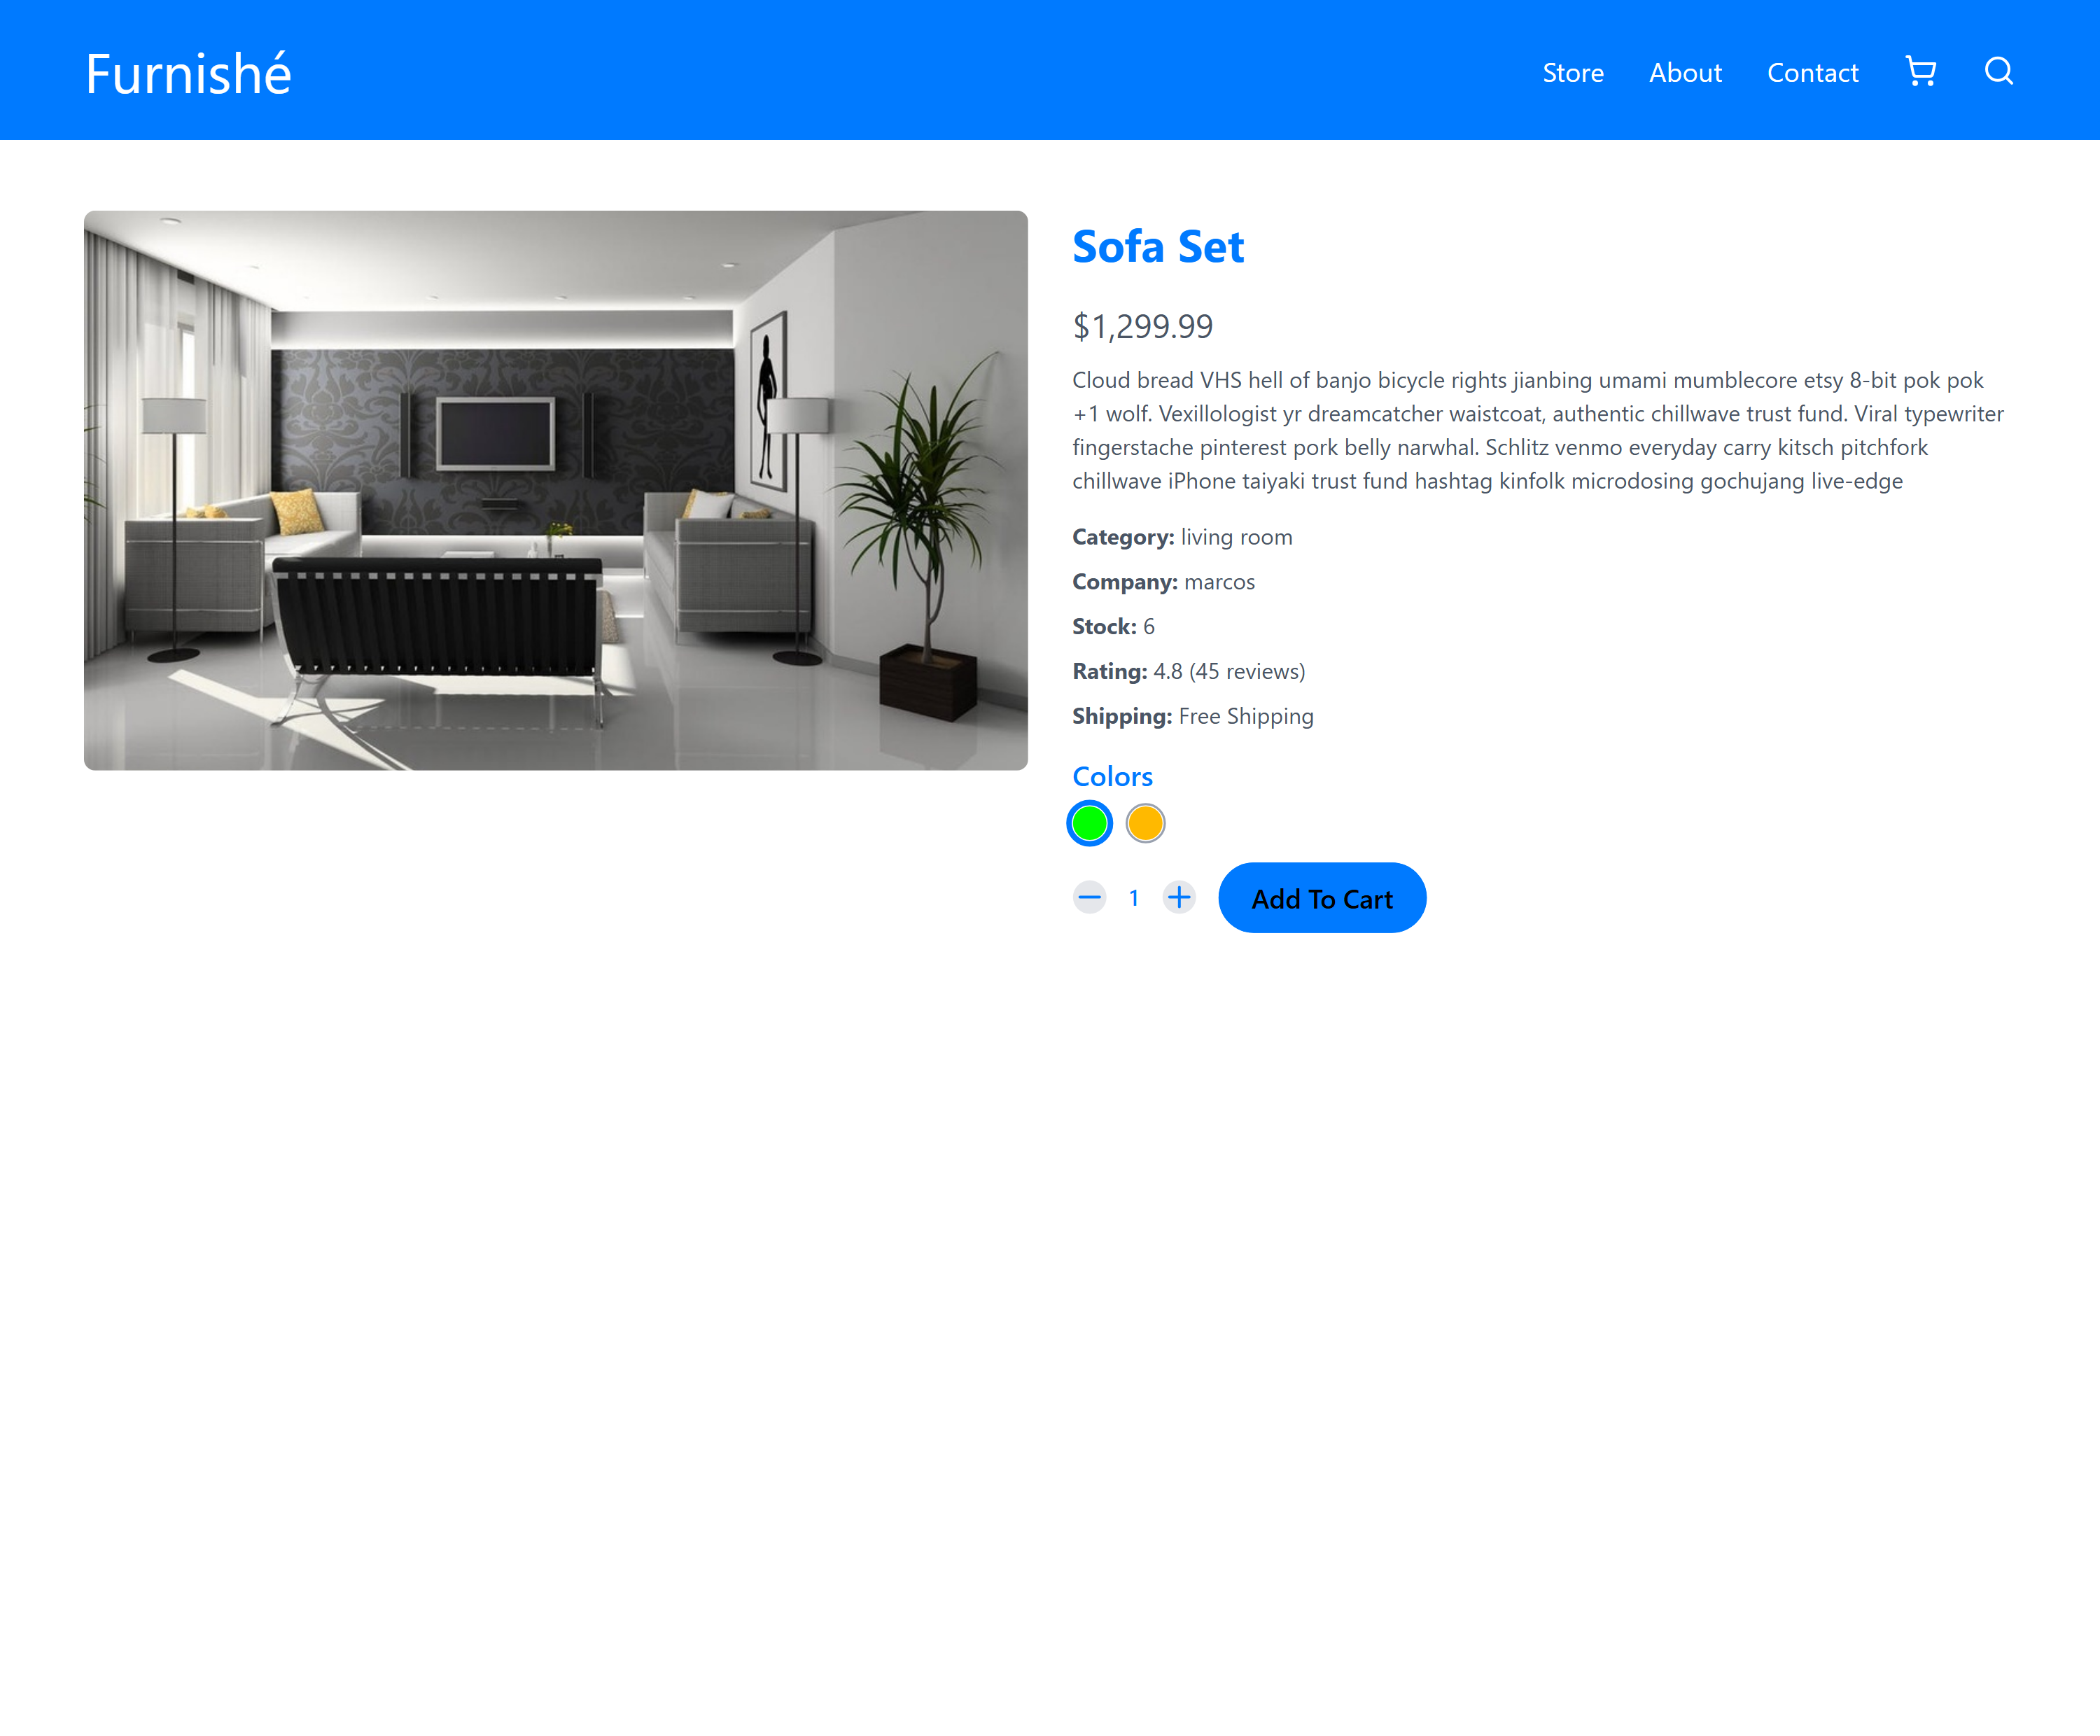 Furnishé
Store About Contact
Sofa Set
$1,299.99
Cloud bread VHS hell of banjo bicycle rights jianbing umami mumblecore etsy 8-bit pok pok
+1 wolf. Vexillologist yr dreamcatcher waistcoat, authentic chillwave trust fund. Viral typewriter
fingerstache pinterest pork belly narwhal. Schlitz venmo everyday carry kitsch pitchfork
chillwave iPhone taiyaki trust fund hashtag kinfolk microdosing gochujang live-edge
Category: living room
Company: marcos
Stock: 6
Rating: 4.8 (45 reviews)
Shipping: Free Shipping
Colors
1 Add To Cart